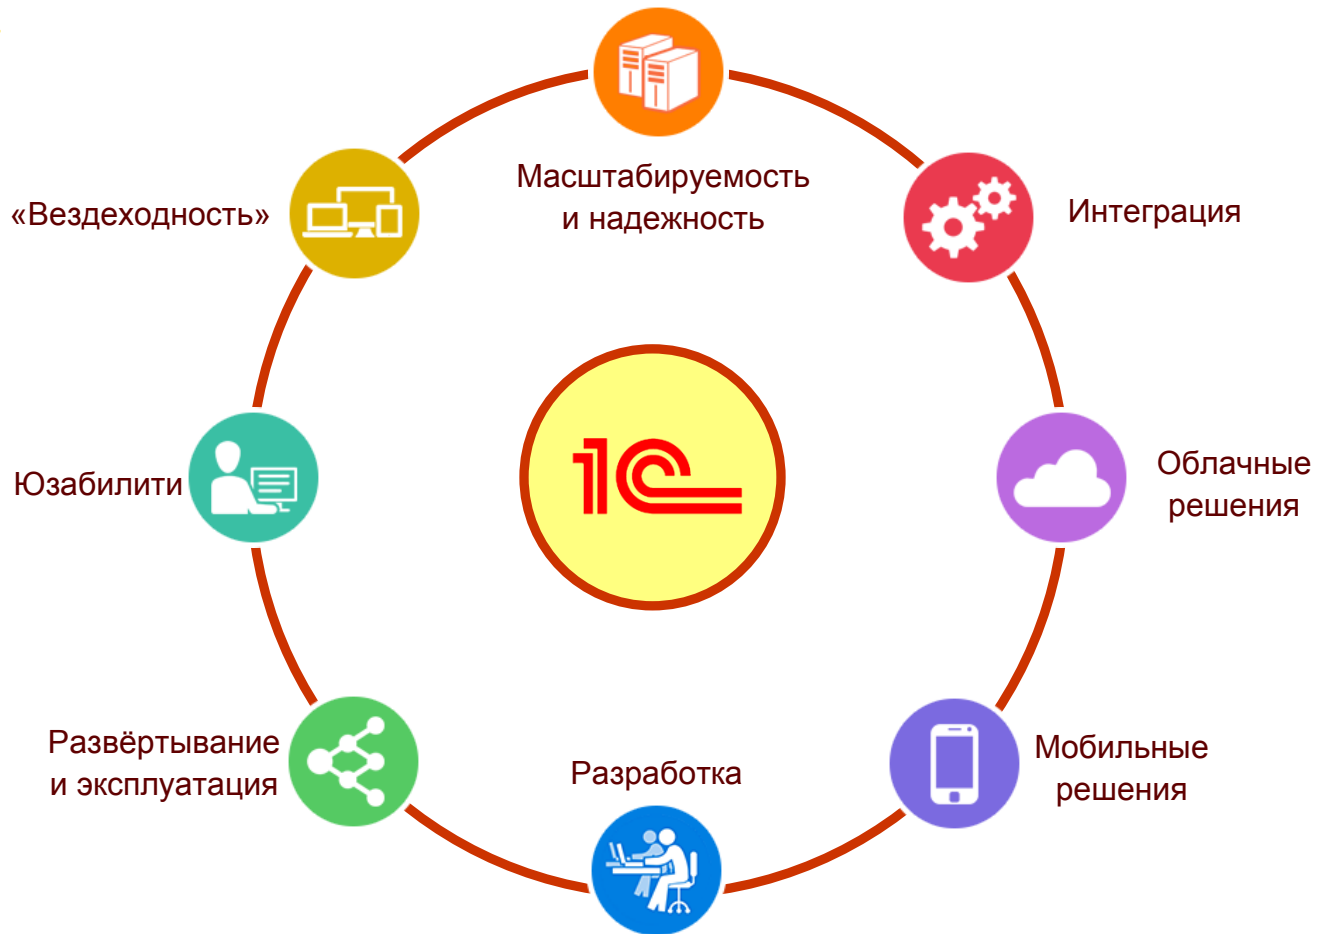 Масштабируемость
и надежность
«Вездеходность»
Интеграция
1С
Юзабилити
Облачные
решения
Развёртывание
и эксплуатация
Разработка
Мобильные
решения